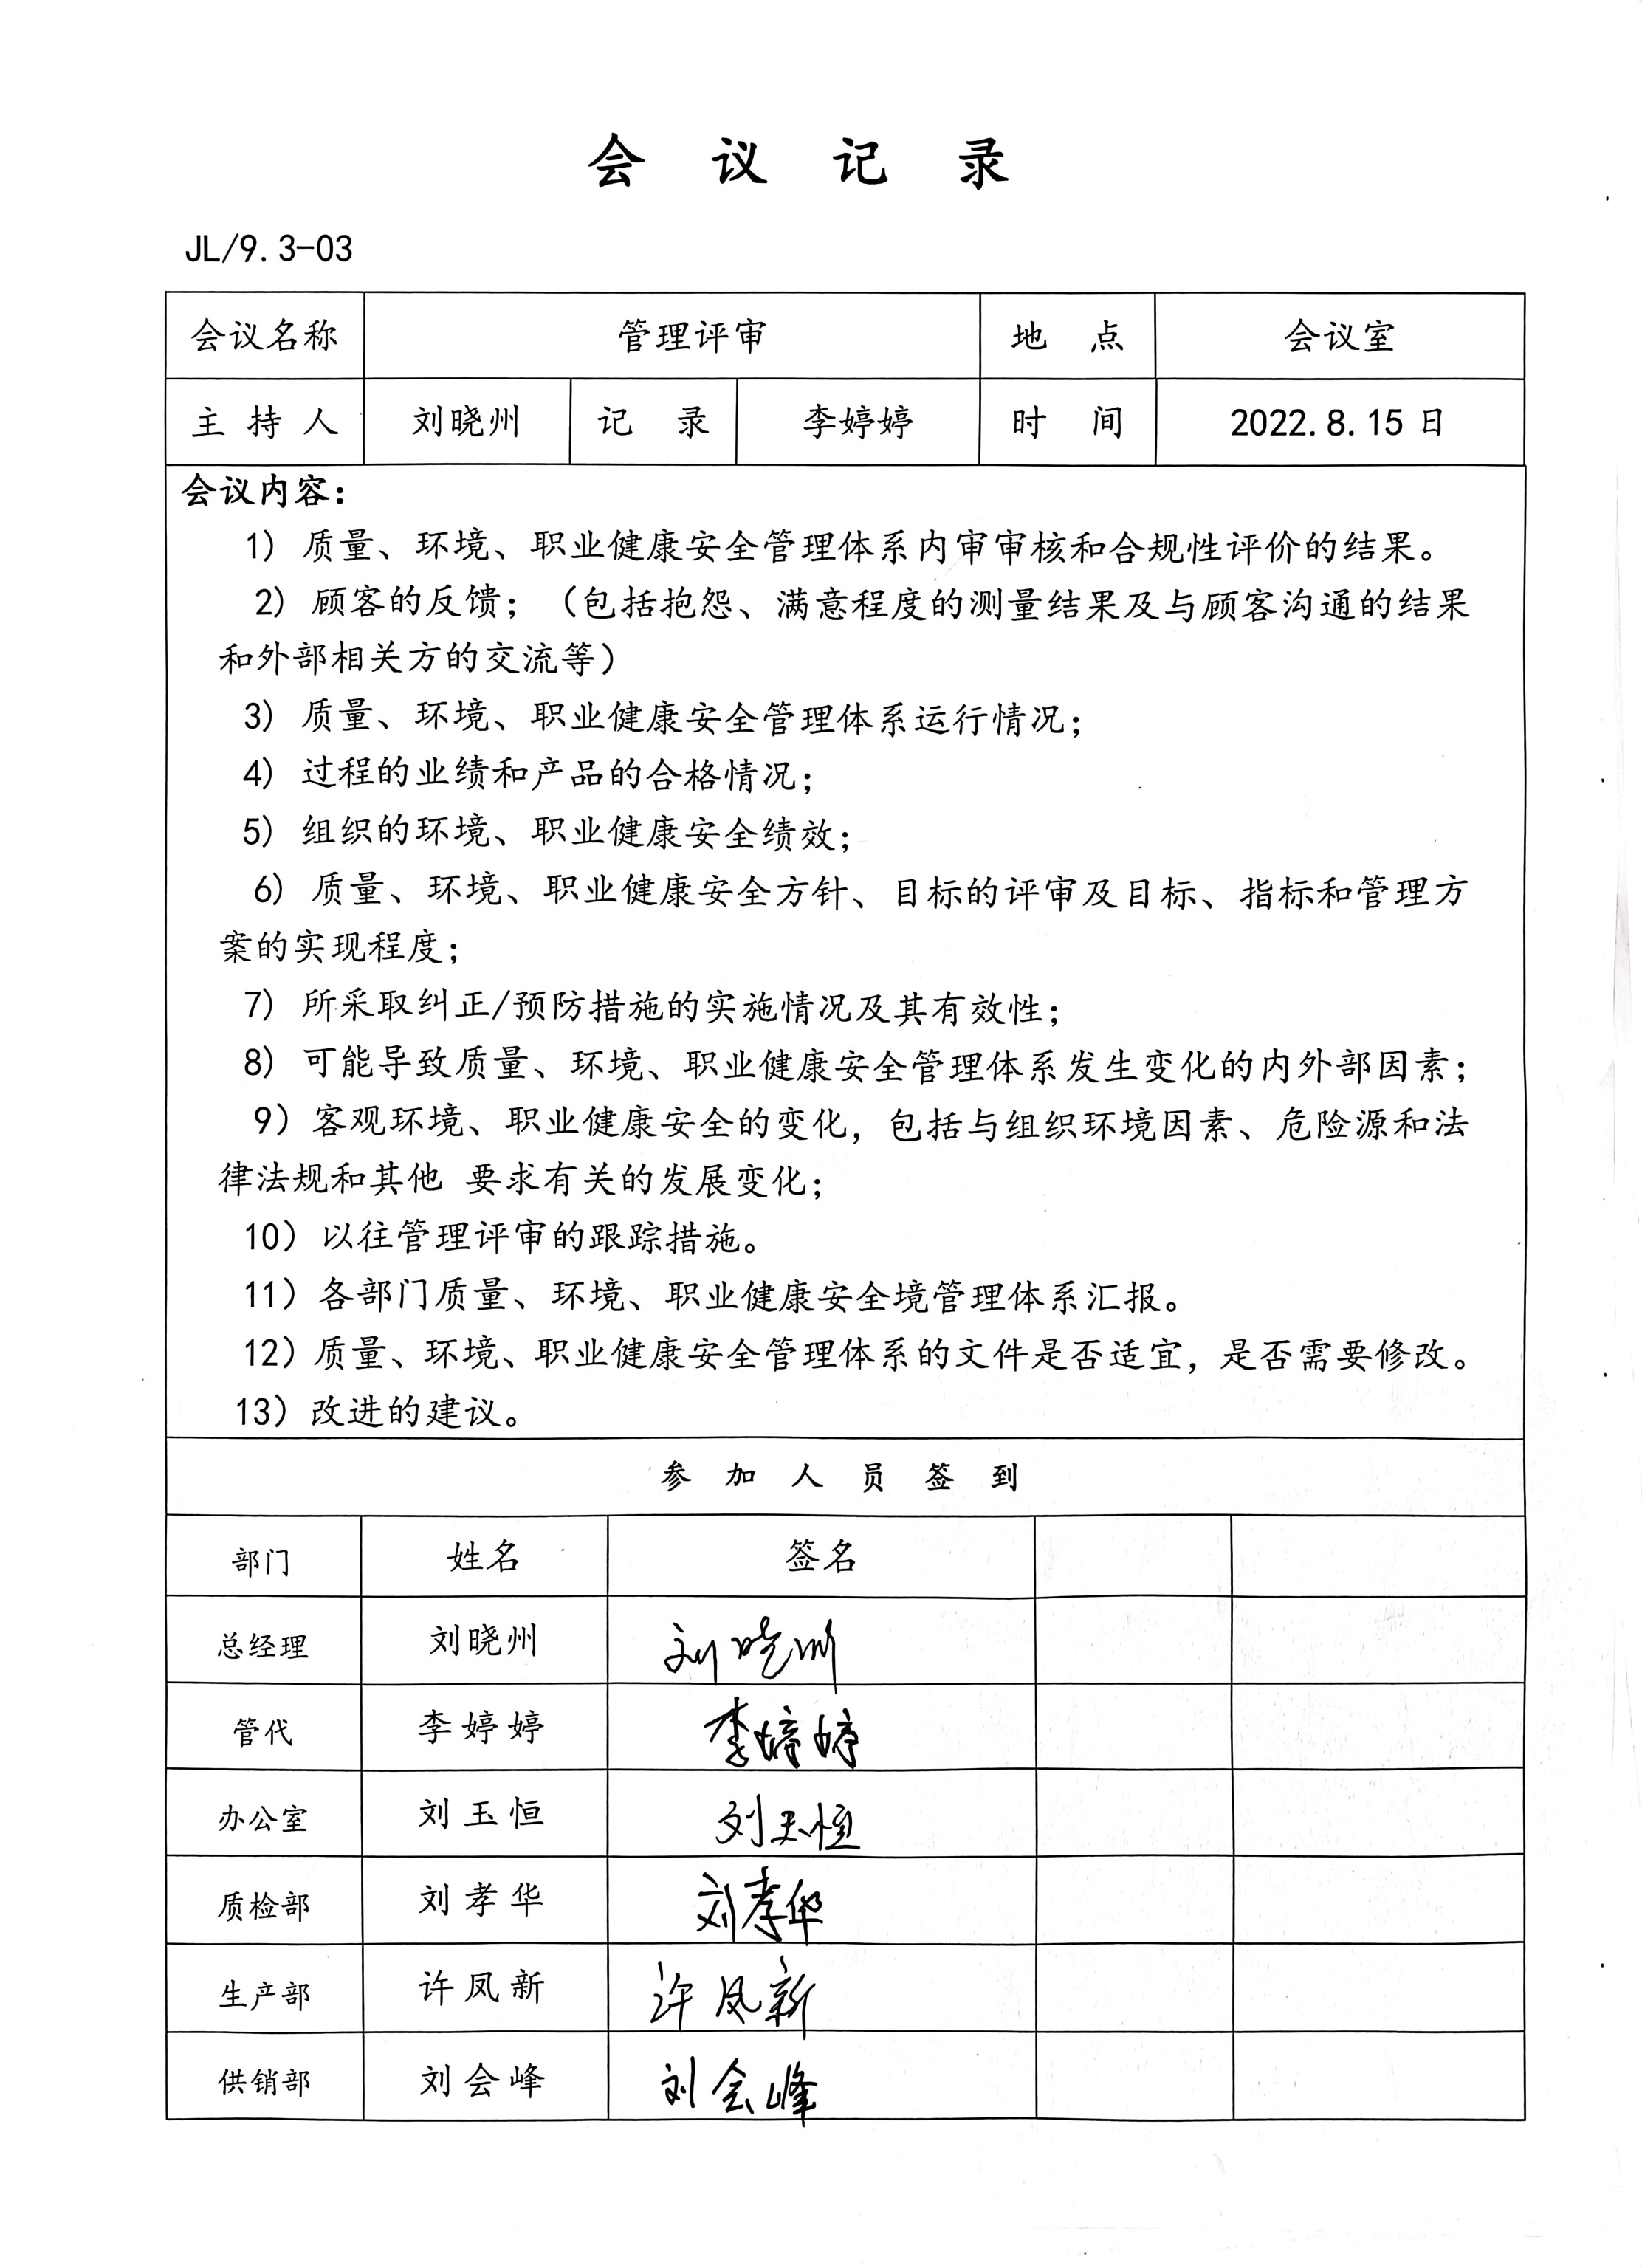 会 议 记 录
JL/9.3-03
会议名称 管理评审 地 点 会议室
主 持 人 刘晓州 记 录 李婷婷 时 间 2022.8.15日
会议内容：
1) 质量、环境、职业健康安全管理体系内审审核和合规性评价的结果。
2) 顾客的反馈；（包括抱怨、满意程度的测量结果及与顾客沟通的结果
和外部相关方的交流等）
3) 质量、环境、职业健康安全管理体系运行情况；
4) 过程的业绩和产品的合格情况；
5) 组织的环境、职业健康安全绩效；
6) 质量、环境、职业健康安全方针、目标的评审及目标、指标和管理方
案的实现程度；
7) 所采取纠正/预防措施的实施情况及其有效性；
8) 可能导致质量、环境、职业健康安全管理体系发生变化的内外部因素；
9）客观环境、职业健康安全的变化，包括与组织环境因素、危险源和法
律法规和其他 要求有关的发展变化；
10）以往管理评审的跟踪措施。
11）各部门质量、环境、职业健康安全境管理体系汇报。
12）质量、环境、职业健康安全管理体系的文件是否适宜，是否需要修改。
13）改进的建议。
参 加 人 员 签 到
部门 姓名 签名
总经理 刘晓州 刘晓州
管代 李婷婷 李婷婷
办公室 刘玉恒 刘玉恒
质检部 刘孝华 刘孝华
生产部 许凤新 许凤新
供销部 刘会峰 刘会峰